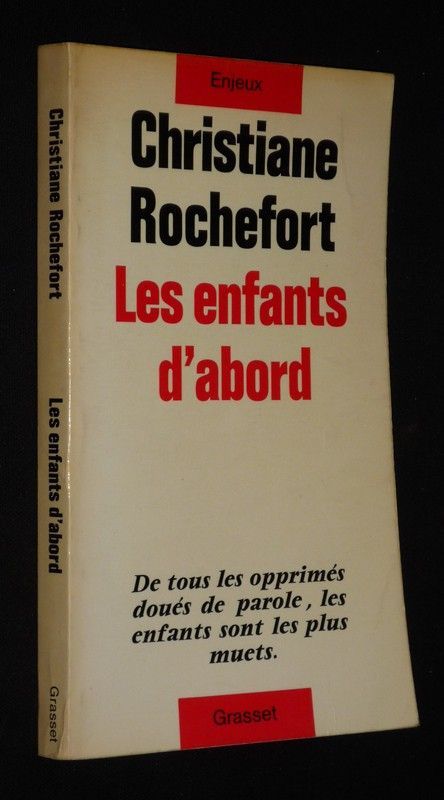 Enjeux
Christiane
Rochefort
Les enfants
d'abord
De tous les opprimés
doués de parole, les
enfants sont les plus
muets.
Grasset
Christiane Rochefort
Les enfants d'abord
Grasset